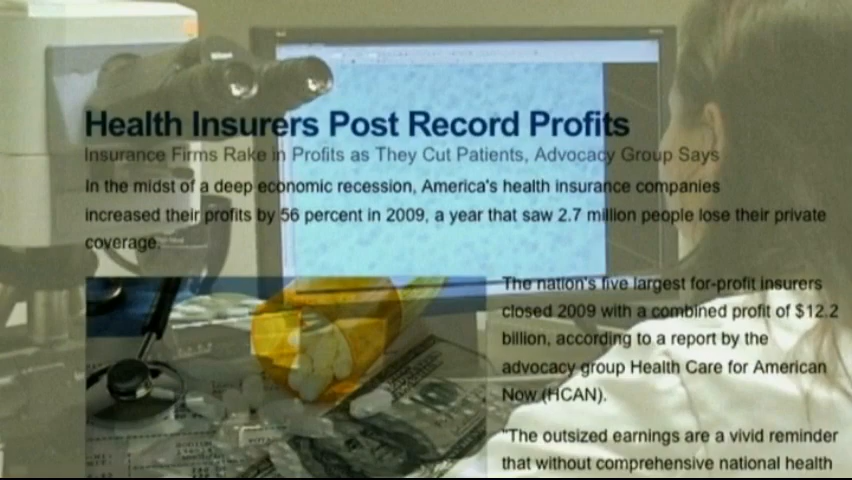 Health Insurers Post Record Profits
Insurance Firms Rake in Profits as They Cut Patients, Advocacy Group Says
In the midst of a deep economic recession, America's health insurance companies
increased their profits by 56 percent in 2009, a year that saw 2.7 million people lose their private
coverage.
The nation's five largest for-profit insurers
closed 2009 with a combined profit of $12.2
billion, according to a report by the
advocacy group Health Care for American
Now (HCAN).
"The outsized earnings are a vivid reminder
that without comprehensive national health